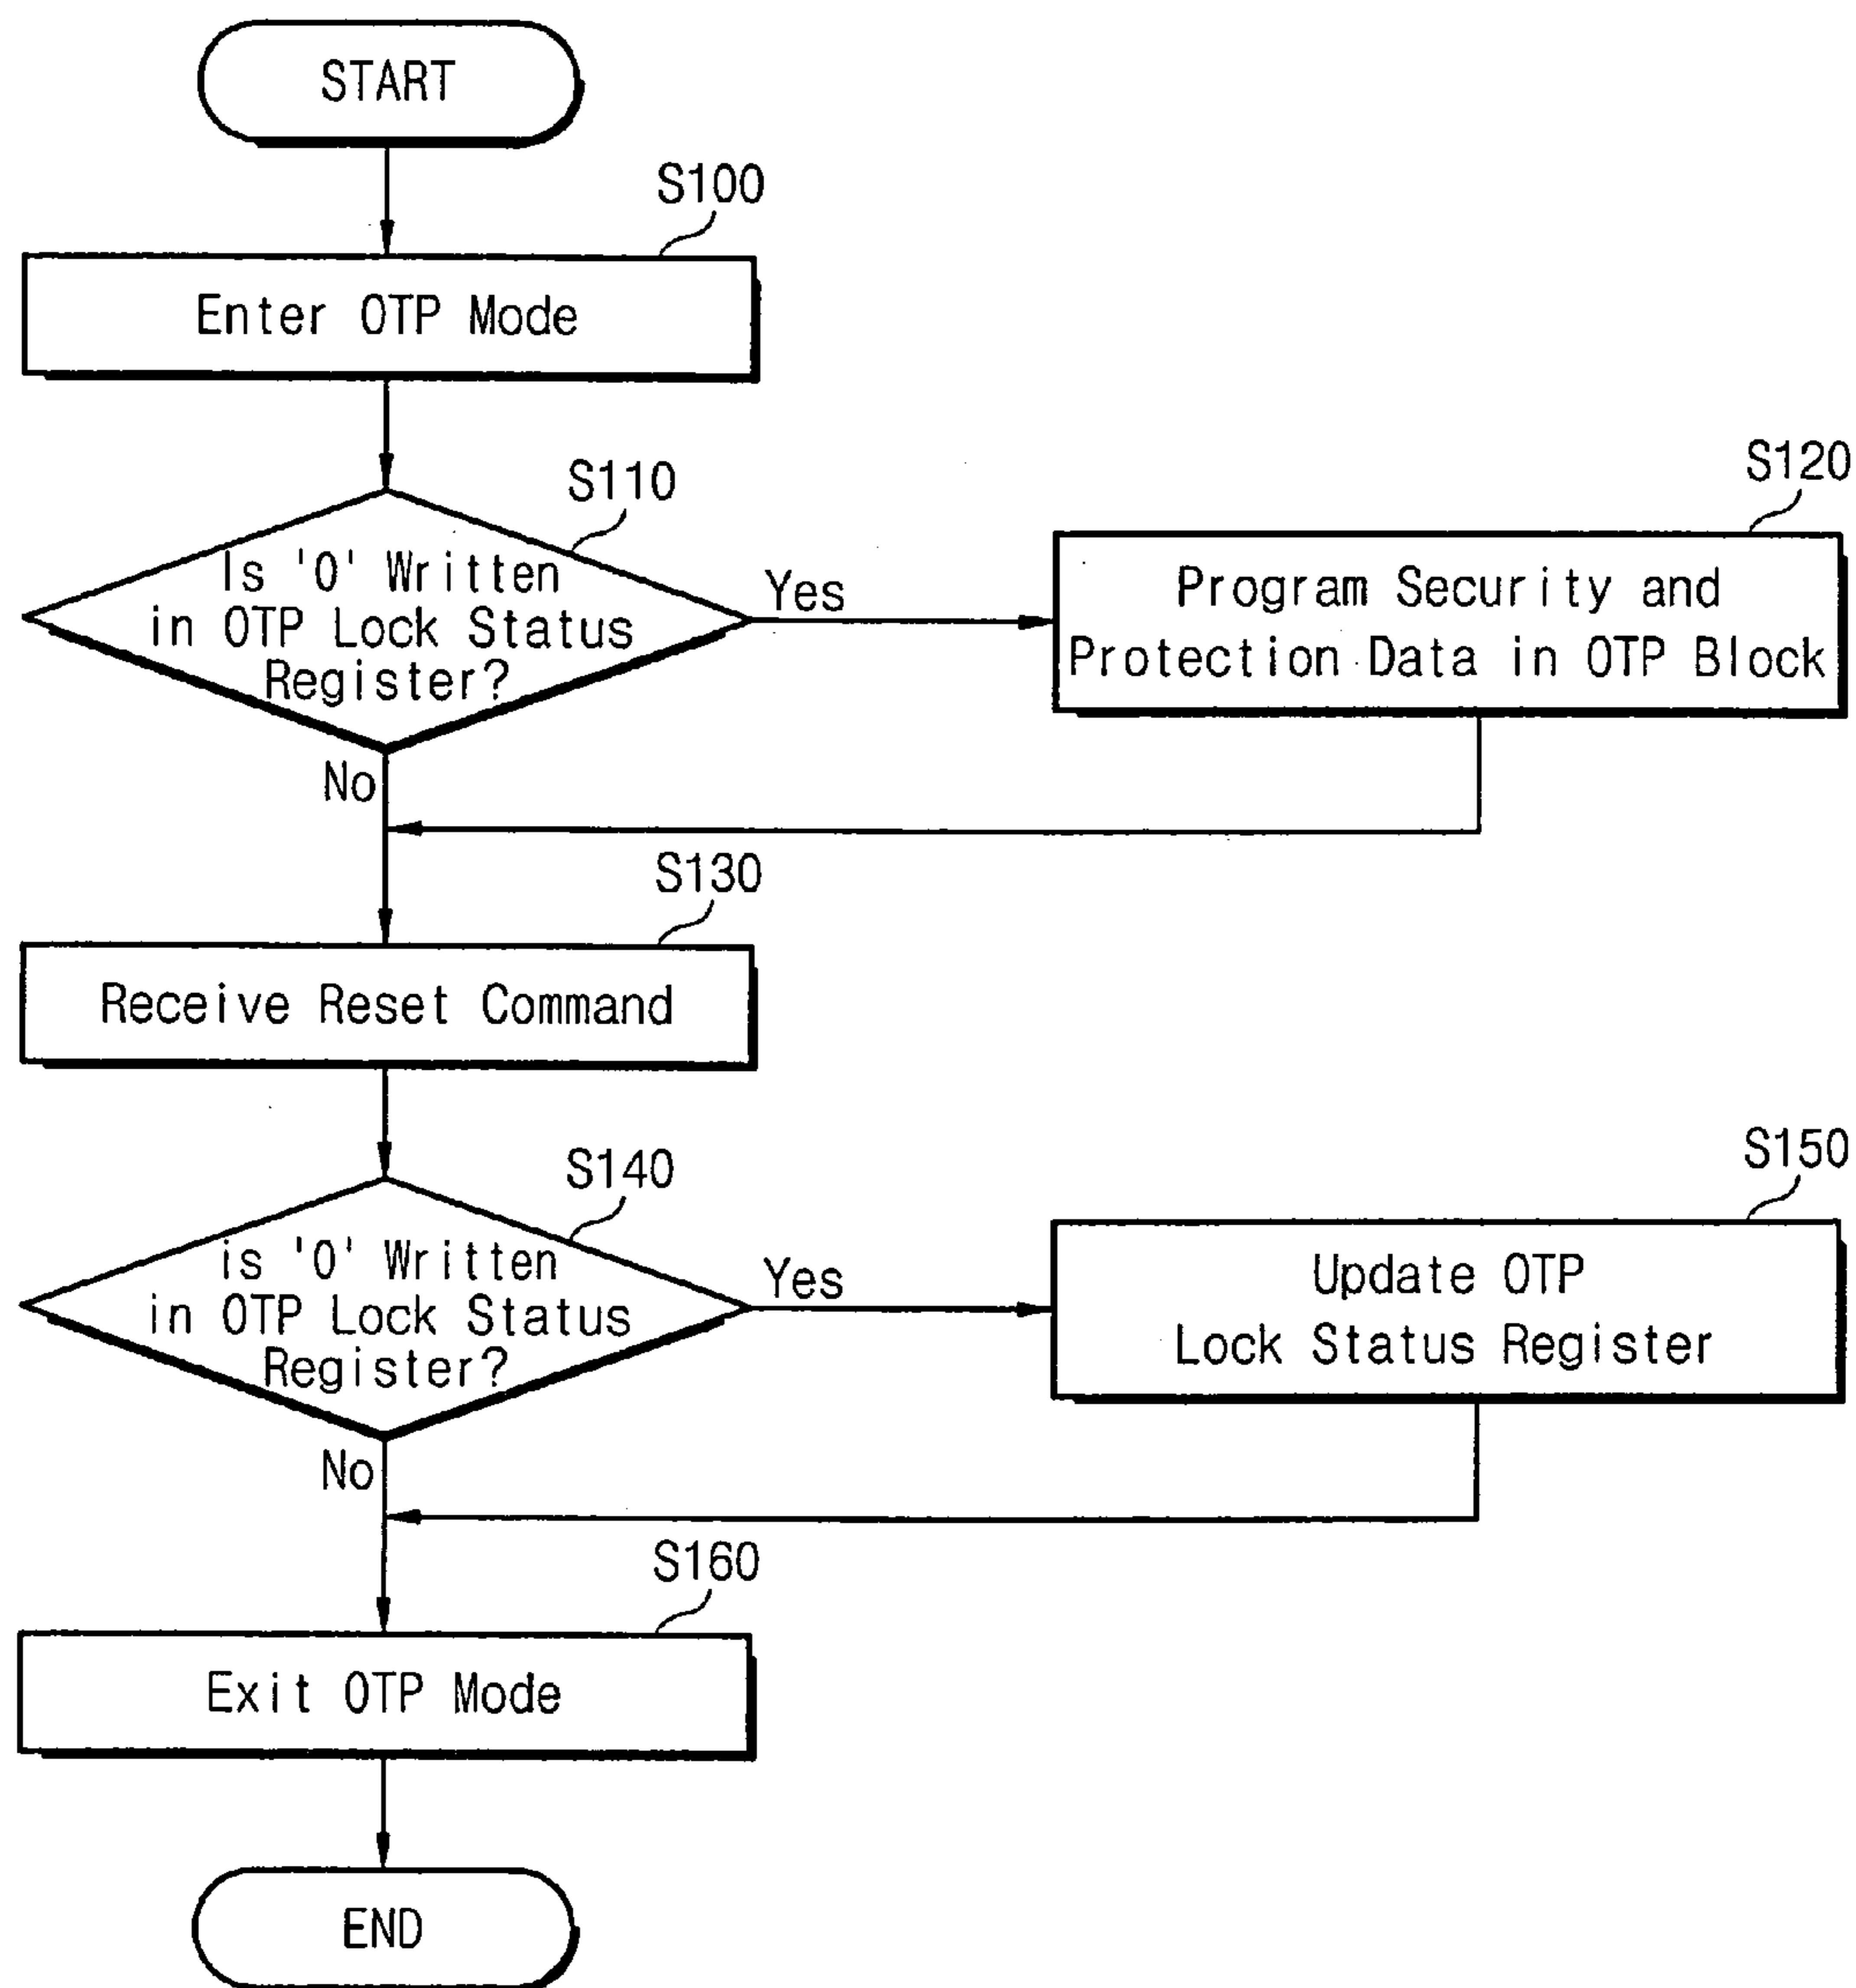 START
S100
Enter OTP Mode
S110
Is '0' Written
in OTP Lock Status
Register?
Yes
No
S120
Program Security and
Protection Data in OTP Block
S130
Receive Reset Command
S140
is '0' Written
in OTP Lock Status
Register?
Yes
No
S150
Update OTP
Lock Status Register
S160
Exit OTP Mode
END